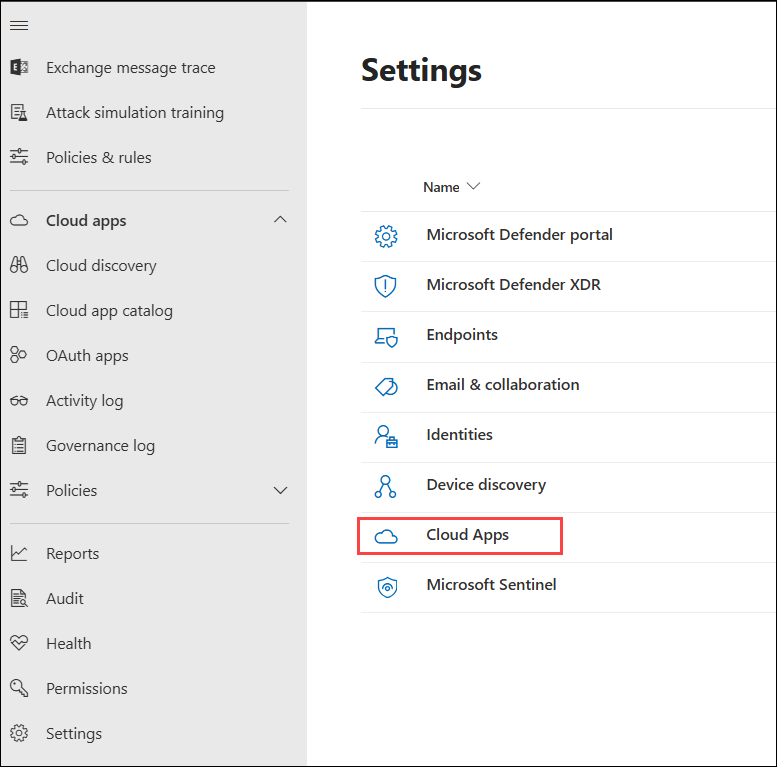 Exchange message trace
Attack simulation training
Policies & rules
Cloud apps
Cloud discovery
Cloud app catalog
OAuth apps
Activity log
Governance log
Policies
Reports
Audit
Health
Permissions
Settings
Settings
Name
Microsoft Defender portal
Microsoft Defender XDR
Endpoints
Email & collaboration
Identities
Device discovery
Cloud Apps
Microsoft Sentinel